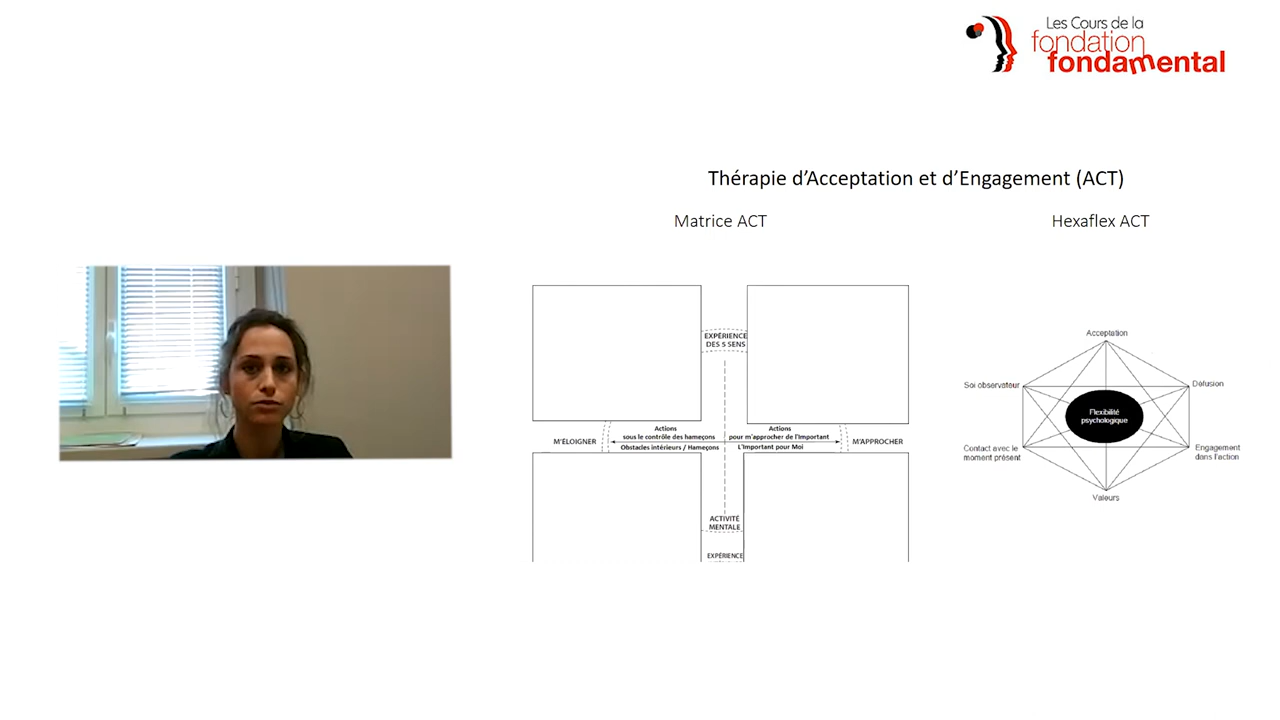 Les Cours de la
fondation
fondamental
Thérapie d’Acceptation et d’Engagement (ACT)
Matrice ACT
Hexaflex ACT
EXPÉRIENCE
DES 5 SENS
Actions
sous le contrôle des hameçons
Actions
pour m'approcher de l'Important
M'ÉLOIGNER
M'APPROCHER
Obstacles intérieurs / Hameçons
L'Important pour Moi
ACTIVITÉ
MENTALE
EXPÉRIENCE
Acceptation
Soi observateur
Défusion
Flexibilité
psychologique
Contact avec le
moment présent
Engagement
dans l'action
Valeurs